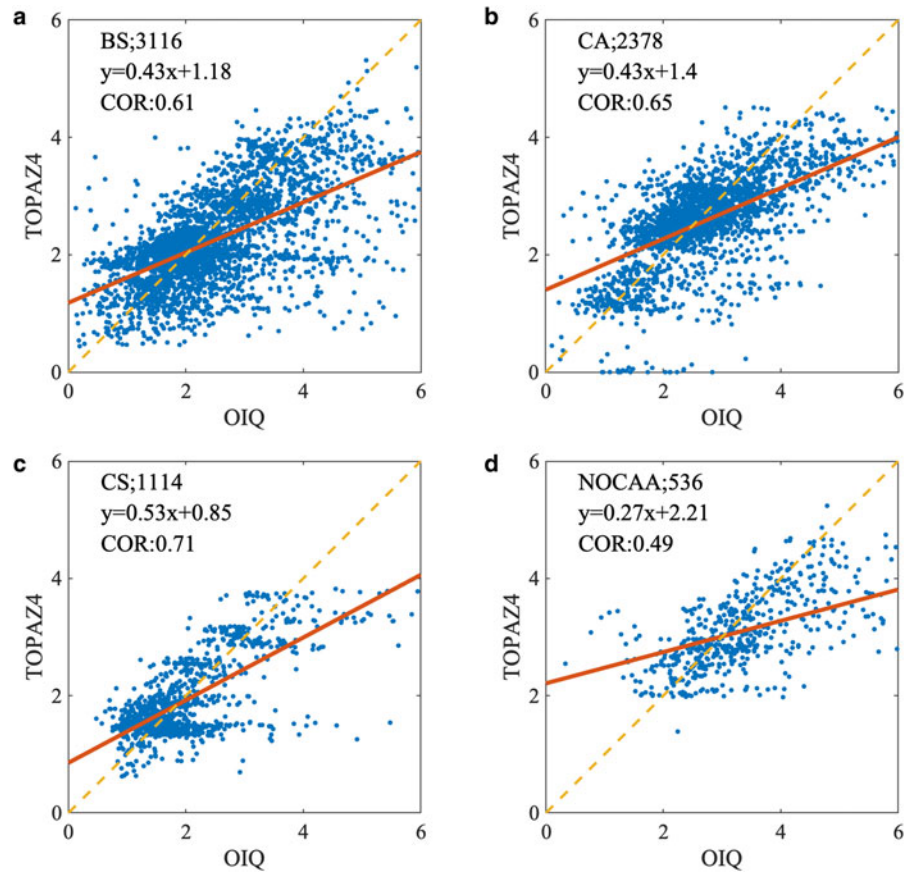 a
BS;3116
y=0.43x+1.18
COR:0.61
6
4
2
0
TOPAZ4
0 2 4 6
OIQ
b
CA;2378
y=0.43x+1.4
COR:0.65
6
4
2
0
TOPAZ4
0 2 4 6
OIQ
c
CS;1114
y=0.53x+0.85
COR:0.71
6
4
2
0
TOPAZ4
0 2 4 6
OIQ
d
NOCAA;536
y=0.27x+2.21
COR:0.49
6
4
2
0
TOPAZ4
0 2 4 6
OIQ